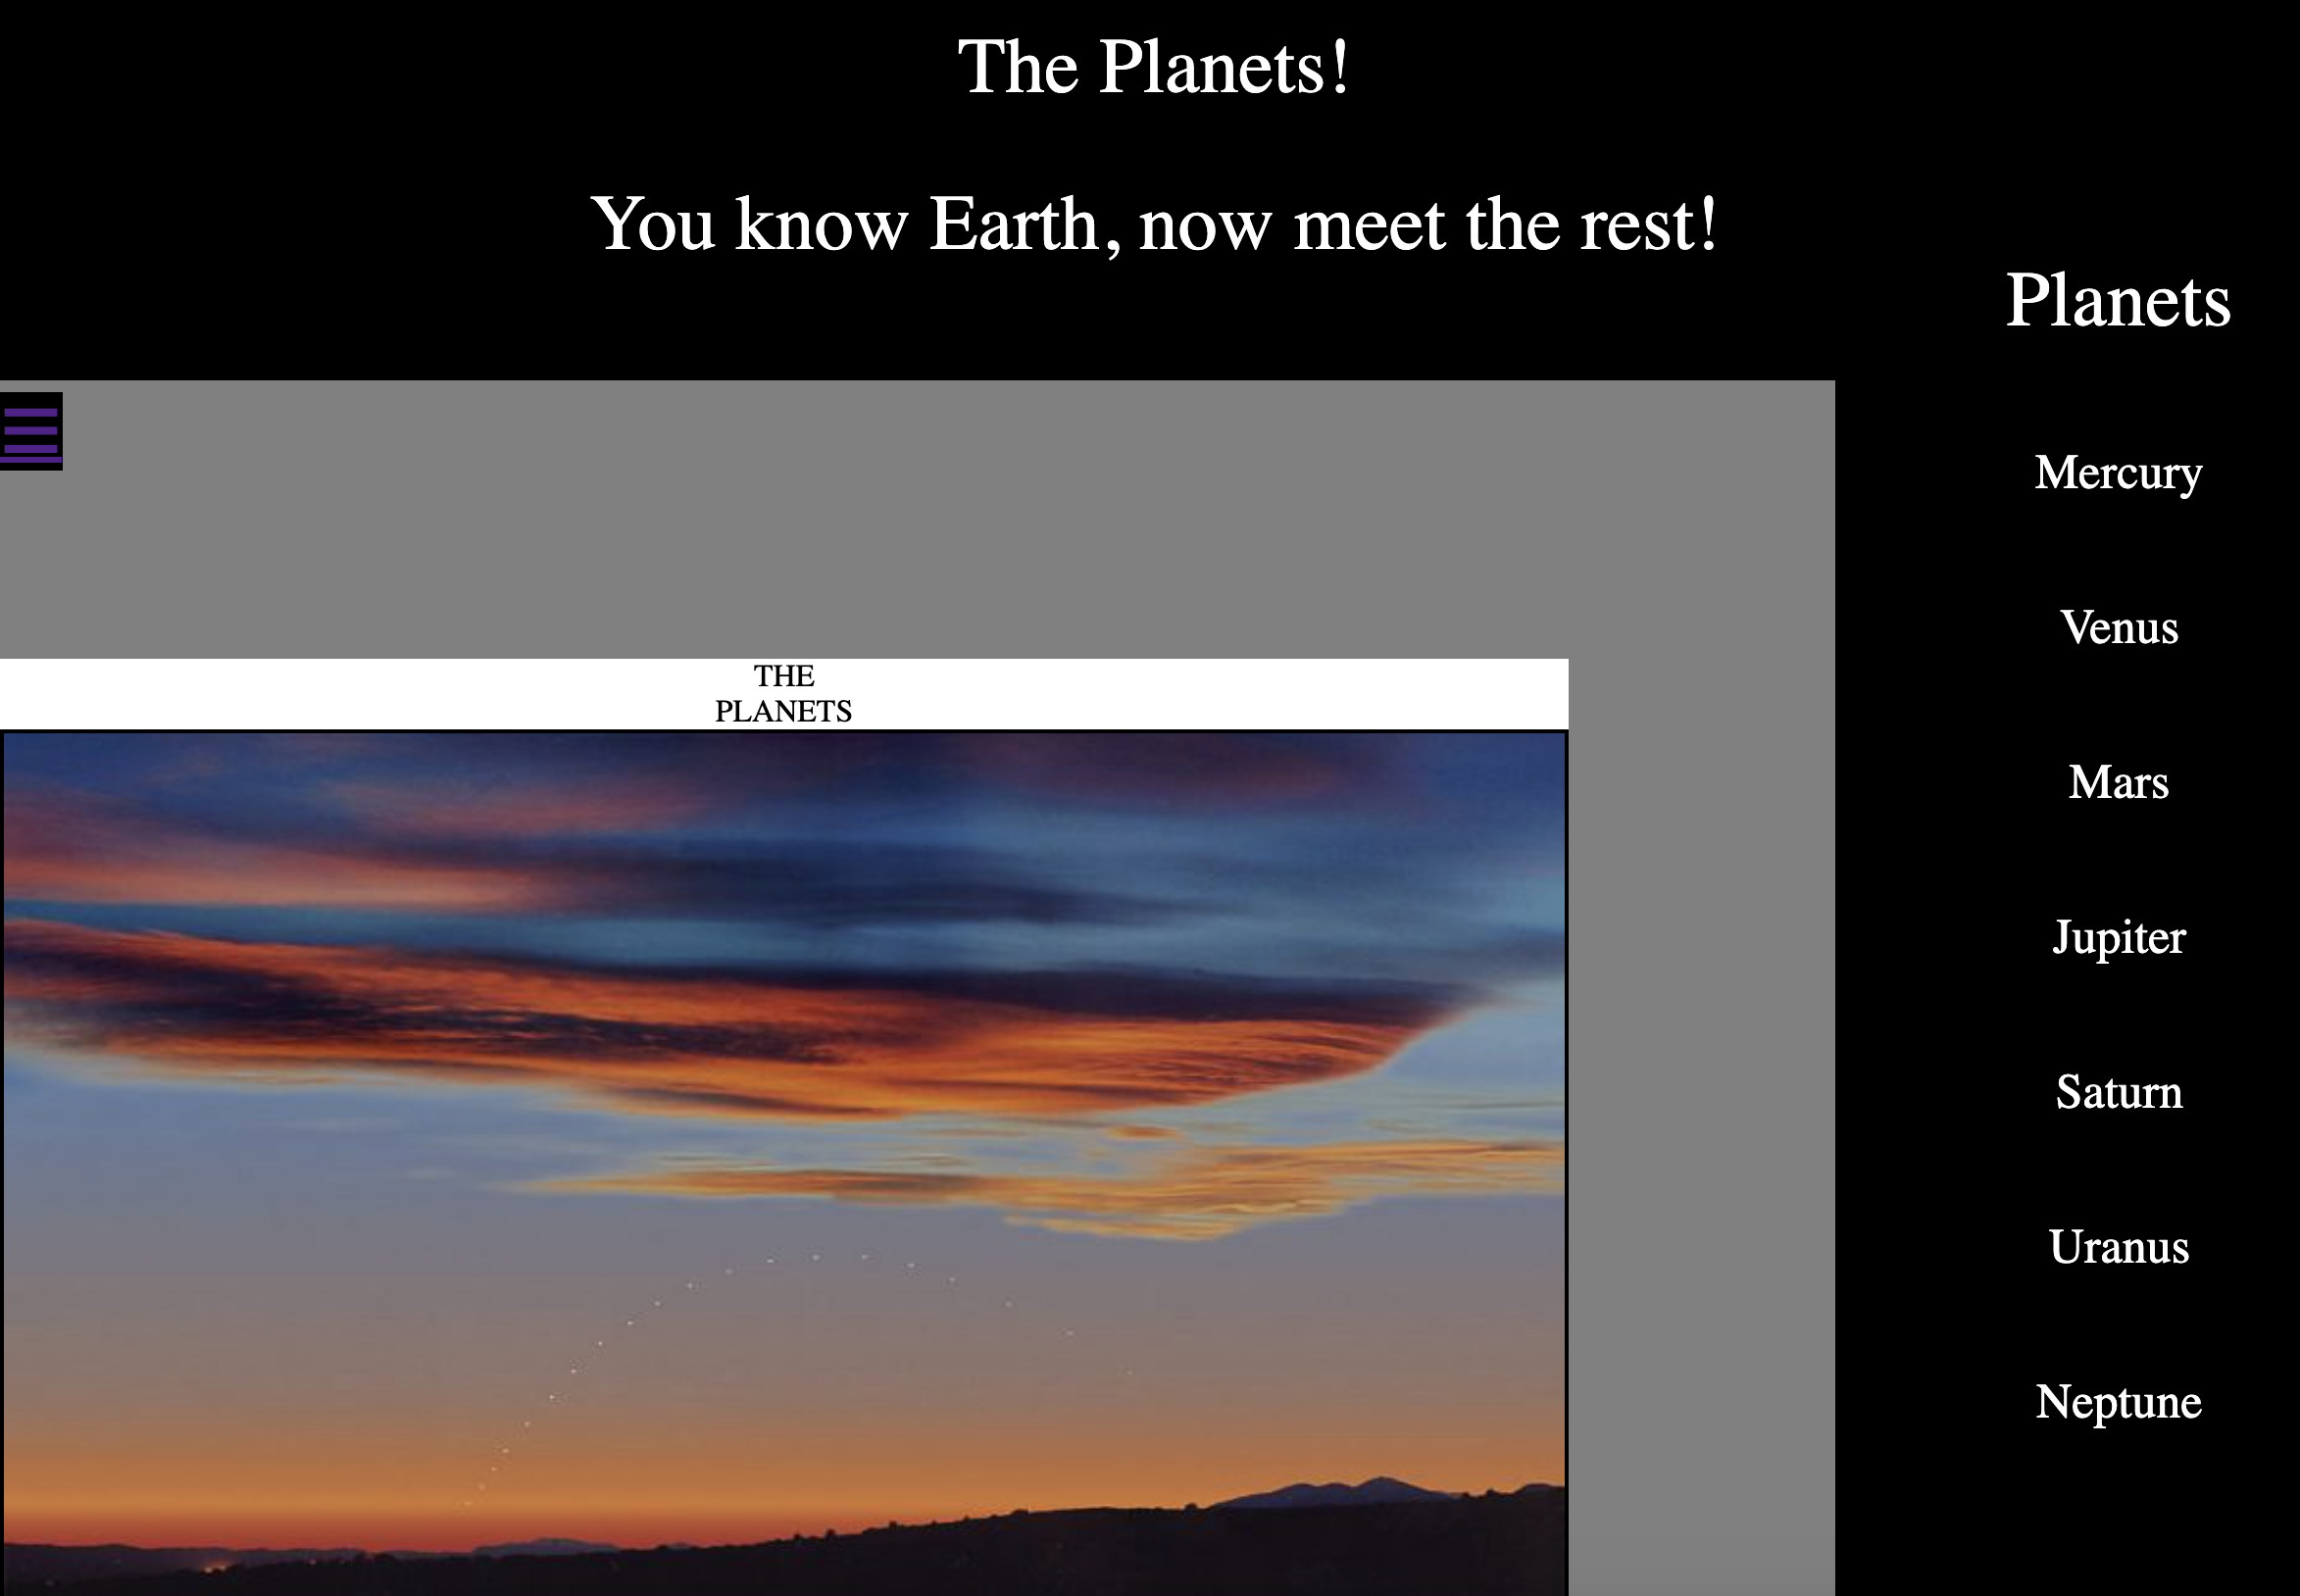 The Planets!
You know Earth, now meet the rest!
Planets
Mercury
Venus
Mars
Jupiter
Saturn
Uranus
Neptune
THE
PLANETS